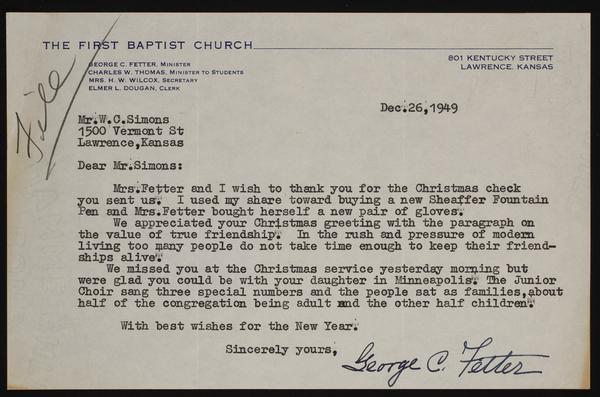 File
THE FIRST BAPTIST CHURCH
GEORGE C. FETTER, MINISTER
CHARLES W. THOMAS, MINISTER TO STUDENTS
MRS. H. W. WILCOX, SECRETARY
ELMER L. DOUGAN, CLERK
801 KENTUCKY STREET
LAWRENCE, KANSAS
Dec.26,1949
Mr.W.C.Simons
1500 Vermont St
Lawrence,Kansas
Dear Mr.Simons:
Mrs.Fetter and I wish to thank you for the Christmas check
you sent us. I used my share toward buying a new Sheaffer Fountain
Pen and Mrs.Fetter bought herself a new pair of gloves.
We appreciated your Christmas greeting with the paragraph on
the value of true friendship. In the rush and pressure of modern
living too many people do not take time enough to keep their friend-
ships alive.
We missed you at the Christmas service yesterday morning but
were glad you could be with your daughter in Minneapolis. The Junior
Choir sang three special numbers and the people sat as families,about
half of the congregation being adult and the other half children.
With best wishes for the New Year.
Sincerely yours,
George C. Fetter